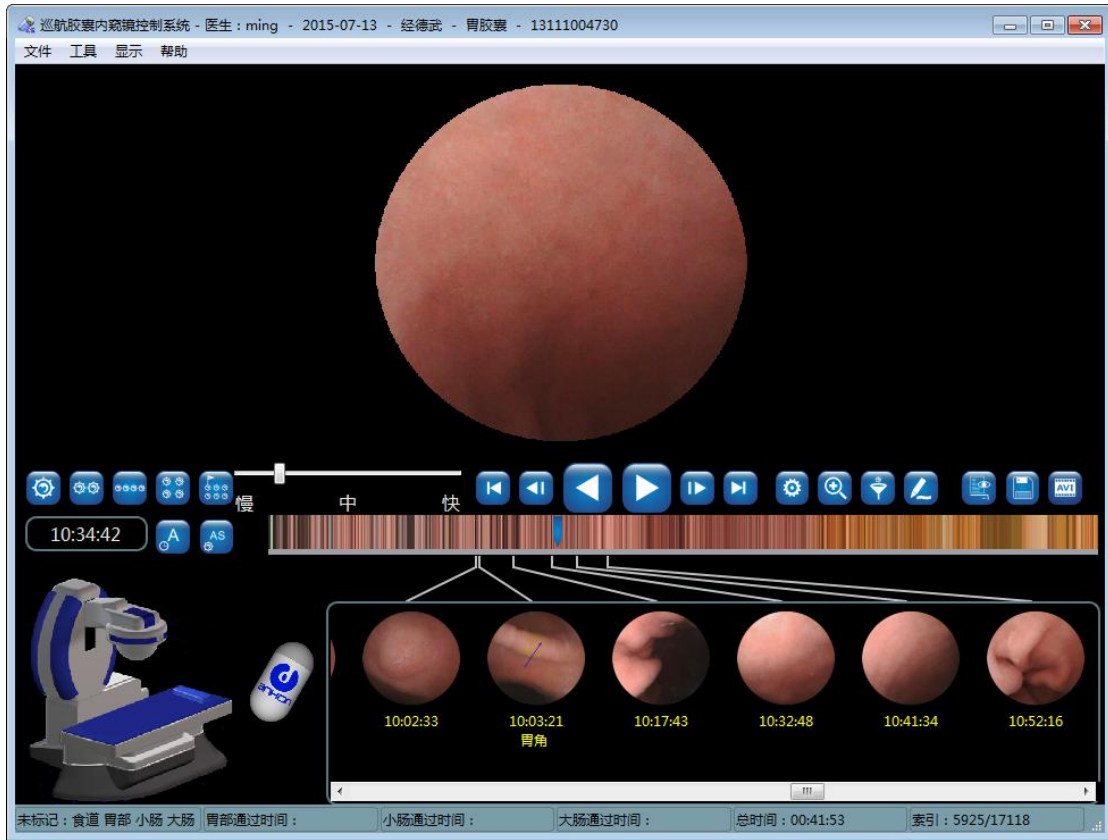 巡航胶囊内窥镜控制系统 - 医生：ming - 2015-07-13 - 经德武 - 胃胶囊 - 13111004730
文件 工具 显示 帮助
慢 中 快
AVI
10:34:42
A
AS
ANKON
10:02:33 10:03:21 10:17:43 10:32:48 10:41:34 10:52:16
胃角
未标记：食道 胃部 小肠 大肠 胃部通过时间： 小肠通过时间： 大肠通过时间： 总时间：00:41:53 索引：5925/17118